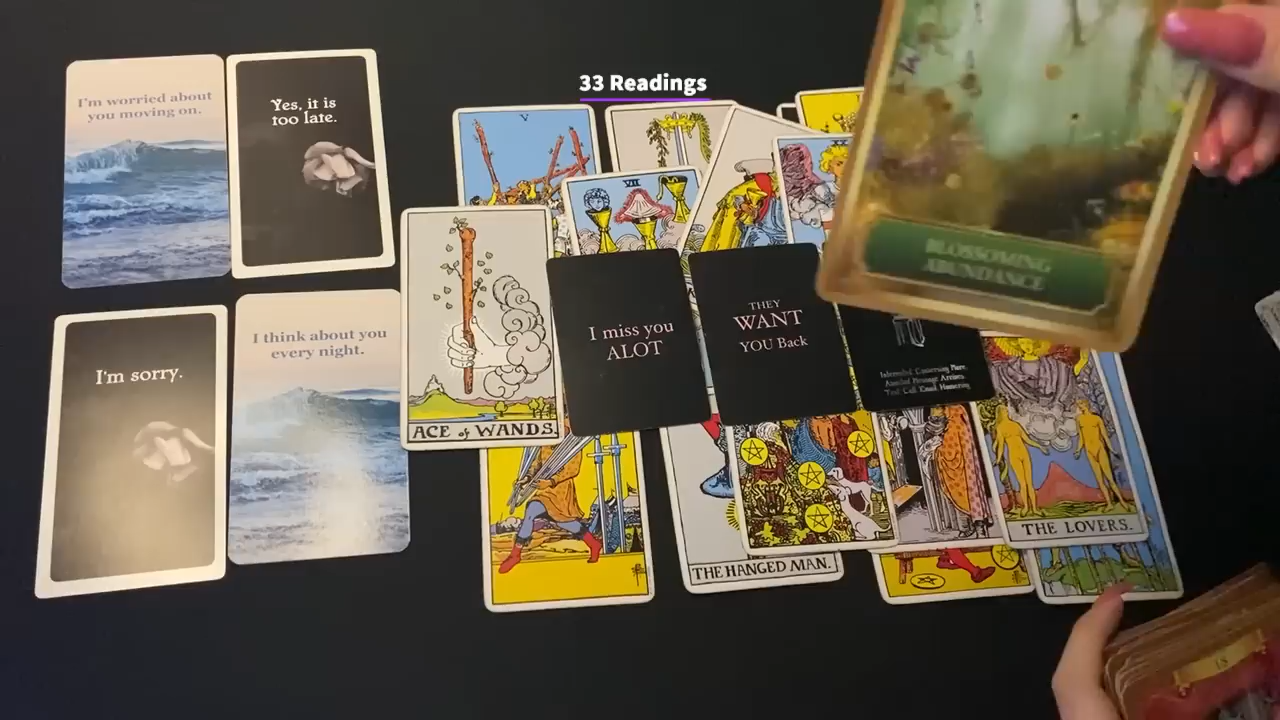 33 Readings
I'm worried about
you moving on.
Yes, it is
too late.
I'm sorry.
I think about you
every night.
V
VII
ACE of WANDS.
I miss you
ALOT
THEY
WANT
YOU Back
BLOSSOMING
ABUNDANCE
THE HANGED MAN.
THE LOVERS.